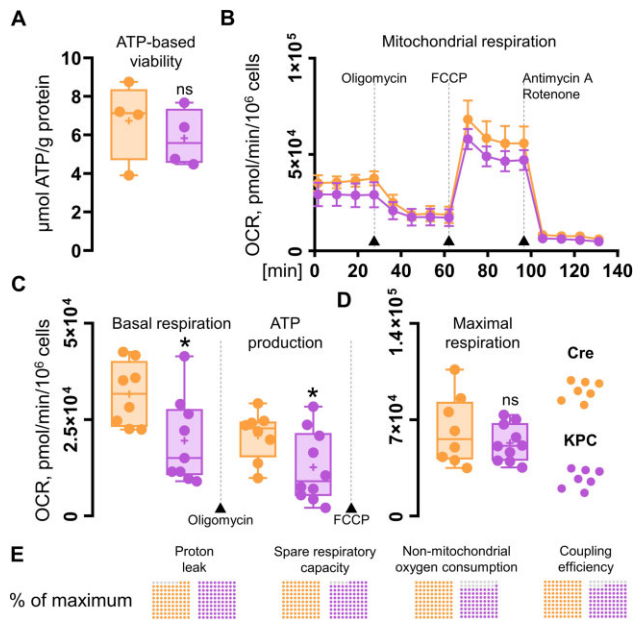 A
ATP-based
viability
µmol ATP/g protein
10
8
6
4
2
0
ns
B
Mitochondrial respiration
OCR, pmol/min/10⁶ cells
1×10⁵
5×10⁴
0
Oligomycin
FCCP
Antimycin A
Rotenone
[min]
0 20 40 60 80 100 120 140
C
OCR, pmol/min/10⁶ cells
5×10⁴
2.5×10⁴
0
Basal respiration
*
ATP
production
*
Oligomycin
FCCP
D
Maximal
respiration
1.4×10⁵
7×10⁴
0
ns
Cre
KPC
E
% of maximum
Proton
leak
Spare respiratory
capacity
Non-mitochondrial
oxygen consumption
Coupling
efficiency